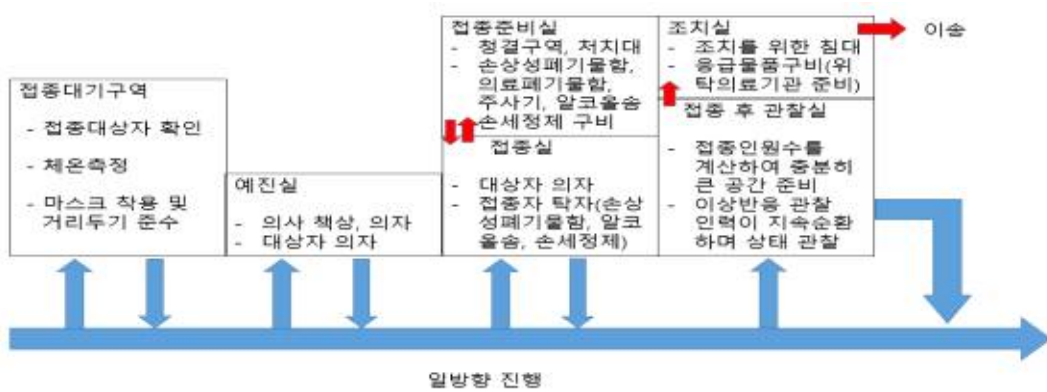 접종대기구역
- 접종대상자 확인
- 체온측정
- 마스크 착용 및
거리두기 준수
예진실
- 의사 책상, 의자
- 대상자 의자
접종준비실
- 청결구역, 처치대
- 손상성폐기물함,
의료폐기물함,
주사기, 알코올솜
손세정제 구비
접종실
- 대상자 의자
- 접종자 탁자(손상
성폐기물함, 알코
올솜, 손세정제)
조치실
- 조치를 위한 침대
- 응급물품구비(위
탁의료기관 준비)
이송
접종 후 관찰실
- 접종인원수를
계산하여 충분히
큰 공간 준비
- 이상반응 관찰
인력이 지속순환
하며 상태 관찰
일방향 진행